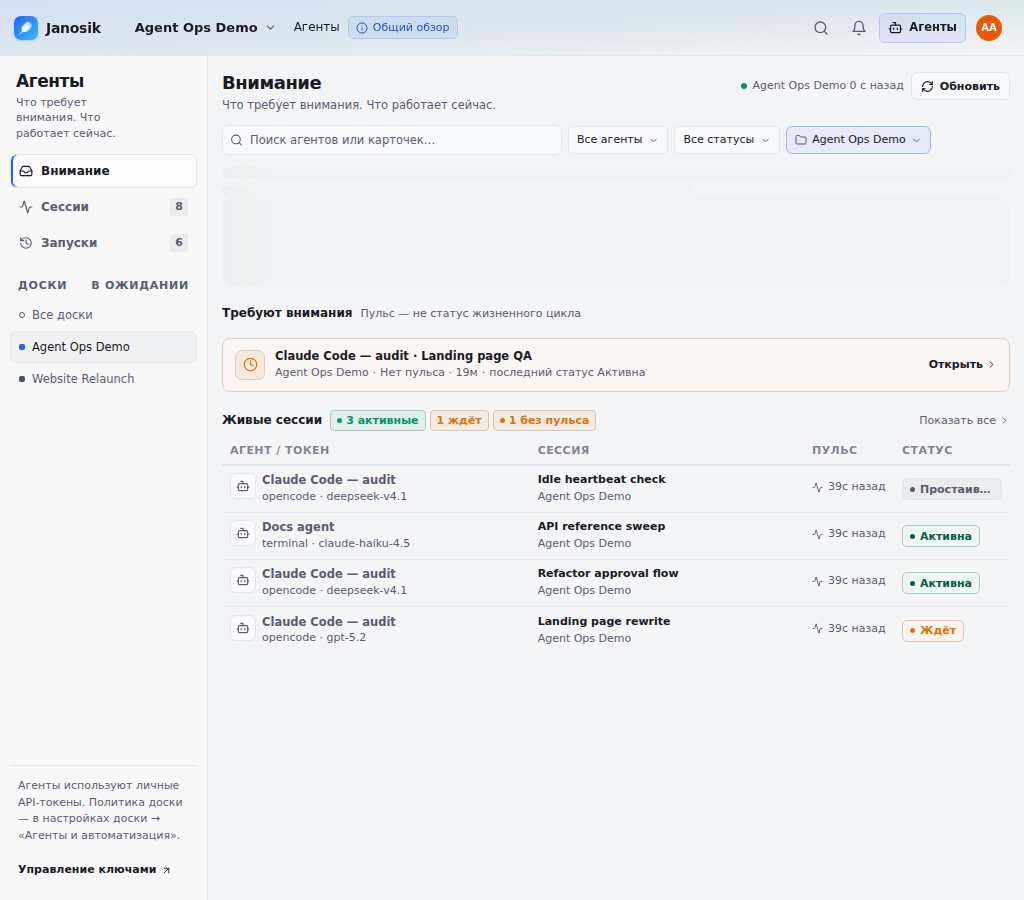 Janosik
Agent Ops Demo
Агенты
Общий обзор
Агенты
AA
Агенты
Что требует
внимания. Что
работает сейчас.
Внимание
Сессии 8
Запуски 6
ДОСКИ В ОЖИДАНИИ
Все доски
Agent Ops Demo
Website Relaunch
Агенты используют личные
API-токены. Политика доски
— в настройках доски →
«Агенты и автоматизация».
Управление ключами
Внимание
Что требует внимания. Что работает сейчас.
Agent Ops Demo 0 с назад
Обновить
Поиск агентов или карточек...
Все агенты
Все статусы
Agent Ops Demo
Требуют внимания Пульс — не статус жизненного цикла
Claude Code — audit · Landing page QA
Agent Ops Demo · Нет пульса · 19м · последний статус Активна
Открыть
Живые сессии 3 активные 1 ждёт 1 без пульса Показать все
АГЕНТ / ТОКЕН СЕССИЯ ПУЛЬС СТАТУС
Claude Code — audit Idle heartbeat check 39с назад Простаив...
opencode · deepseek-v4.1 Agent Ops Demo
Docs agent API reference sweep 39с назад Активна
terminal · claude-haiku-4.5 Agent Ops Demo
Claude Code — audit Refactor approval flow 39с назад Активна
opencode · deepseek-v4.1 Agent Ops Demo
Claude Code — audit Landing page rewrite 39с назад Ждёт
opencode · gpt-5.2 Agent Ops Demo